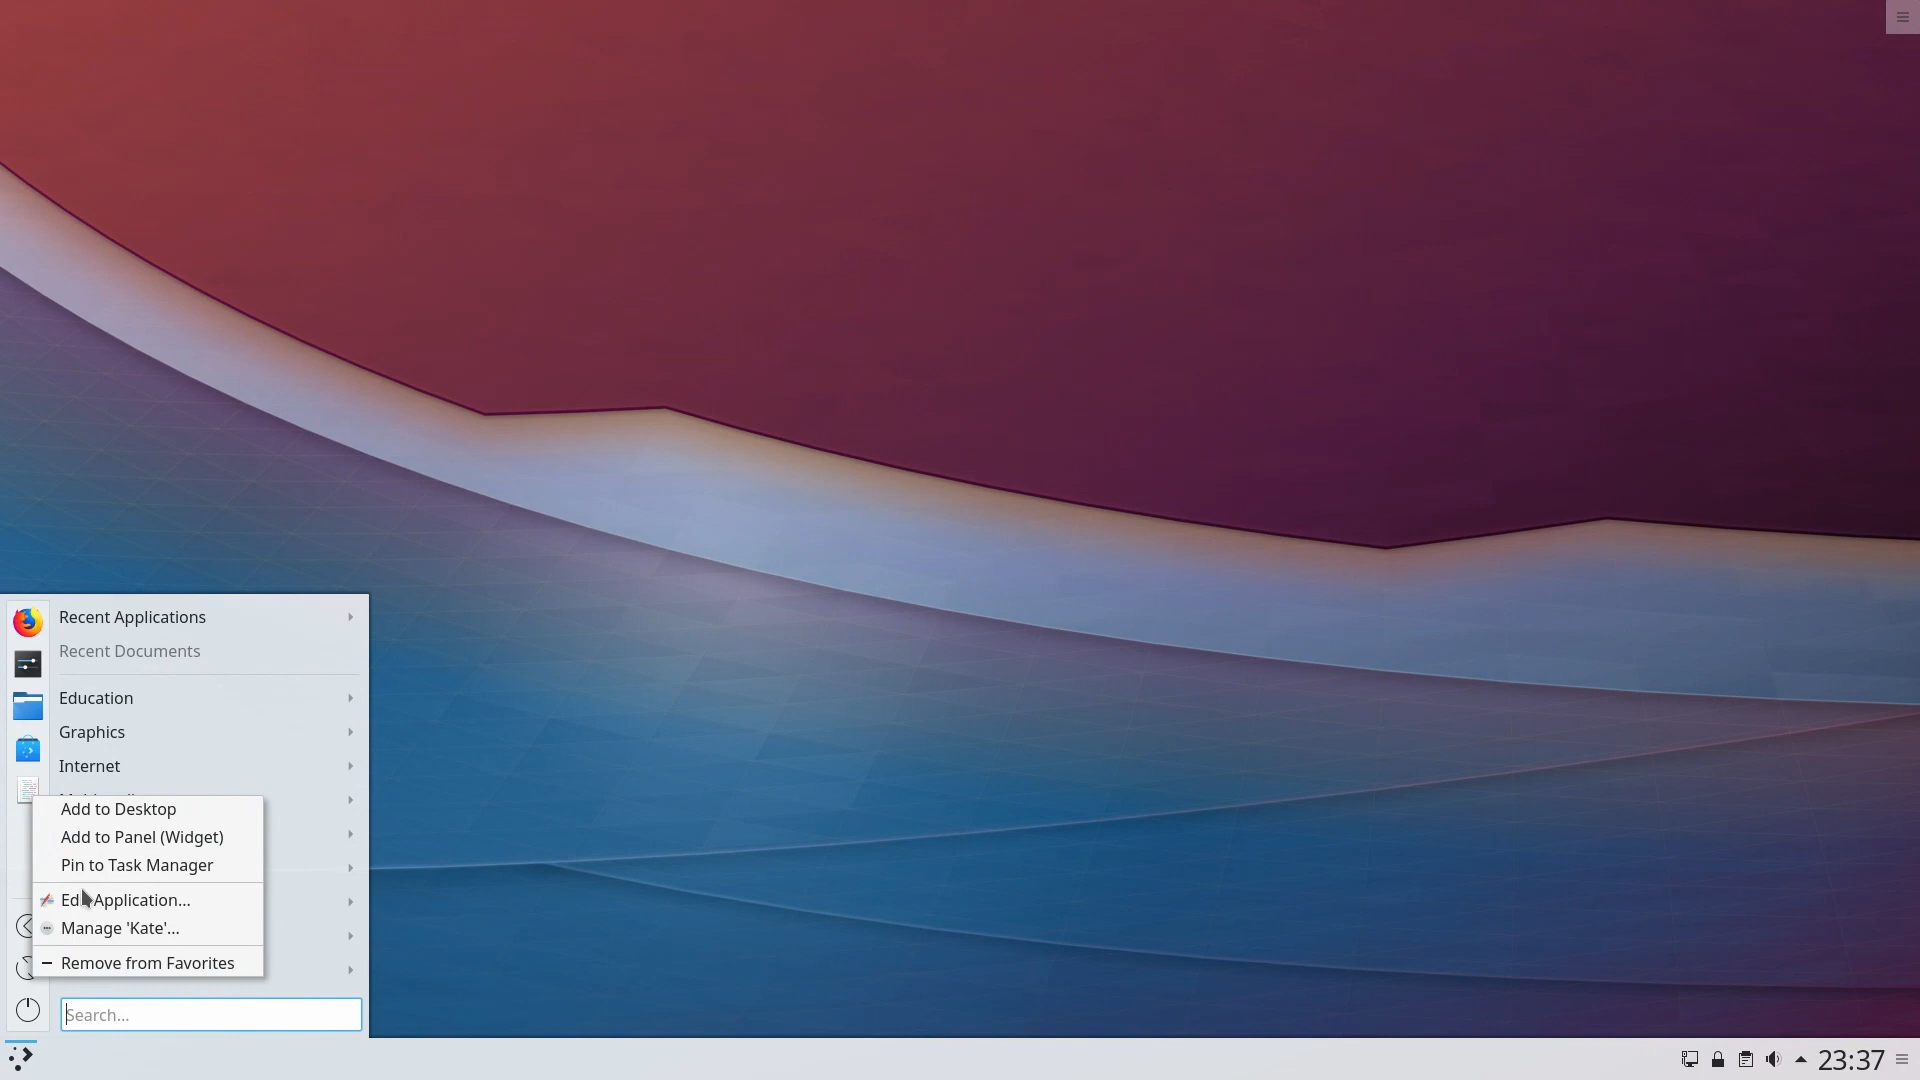 Recent Applications
Recent Documents
Education
Graphics
Internet
Add to Desktop
Add to Panel (Widget)
Pin to Task Manager
Application...
Manage 'Kate'...
Remove from Favorites
Search...
23:37